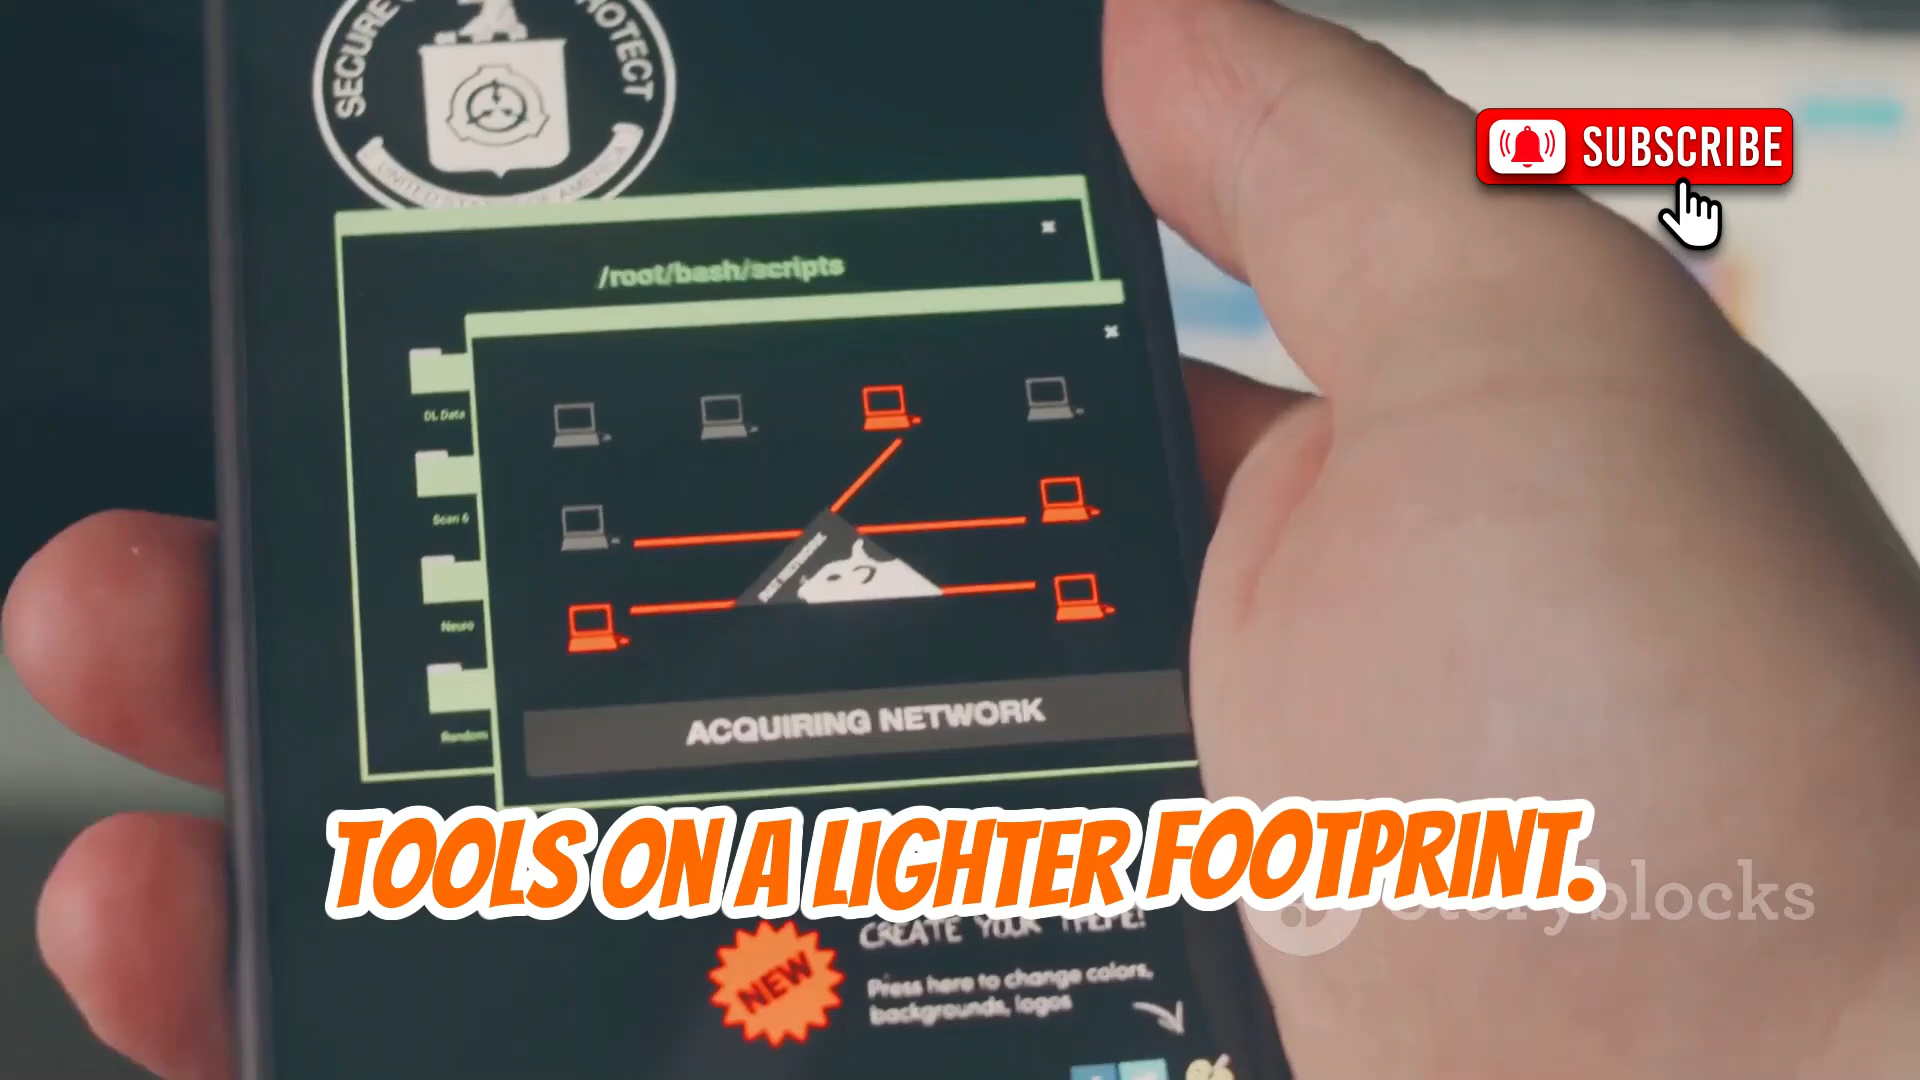 SECURE
PROTECT
SUBSCRIBE
/root/bash/scripts
DL Data
Scan 6
Neuro
Random
ACQUIRING NETWORK
TOOLS ON A LIGHTER FOOTPRINT.
storyblocks
CREATE YOUR THEME!
NEW
Press here to change colors,
backgrounds, logos